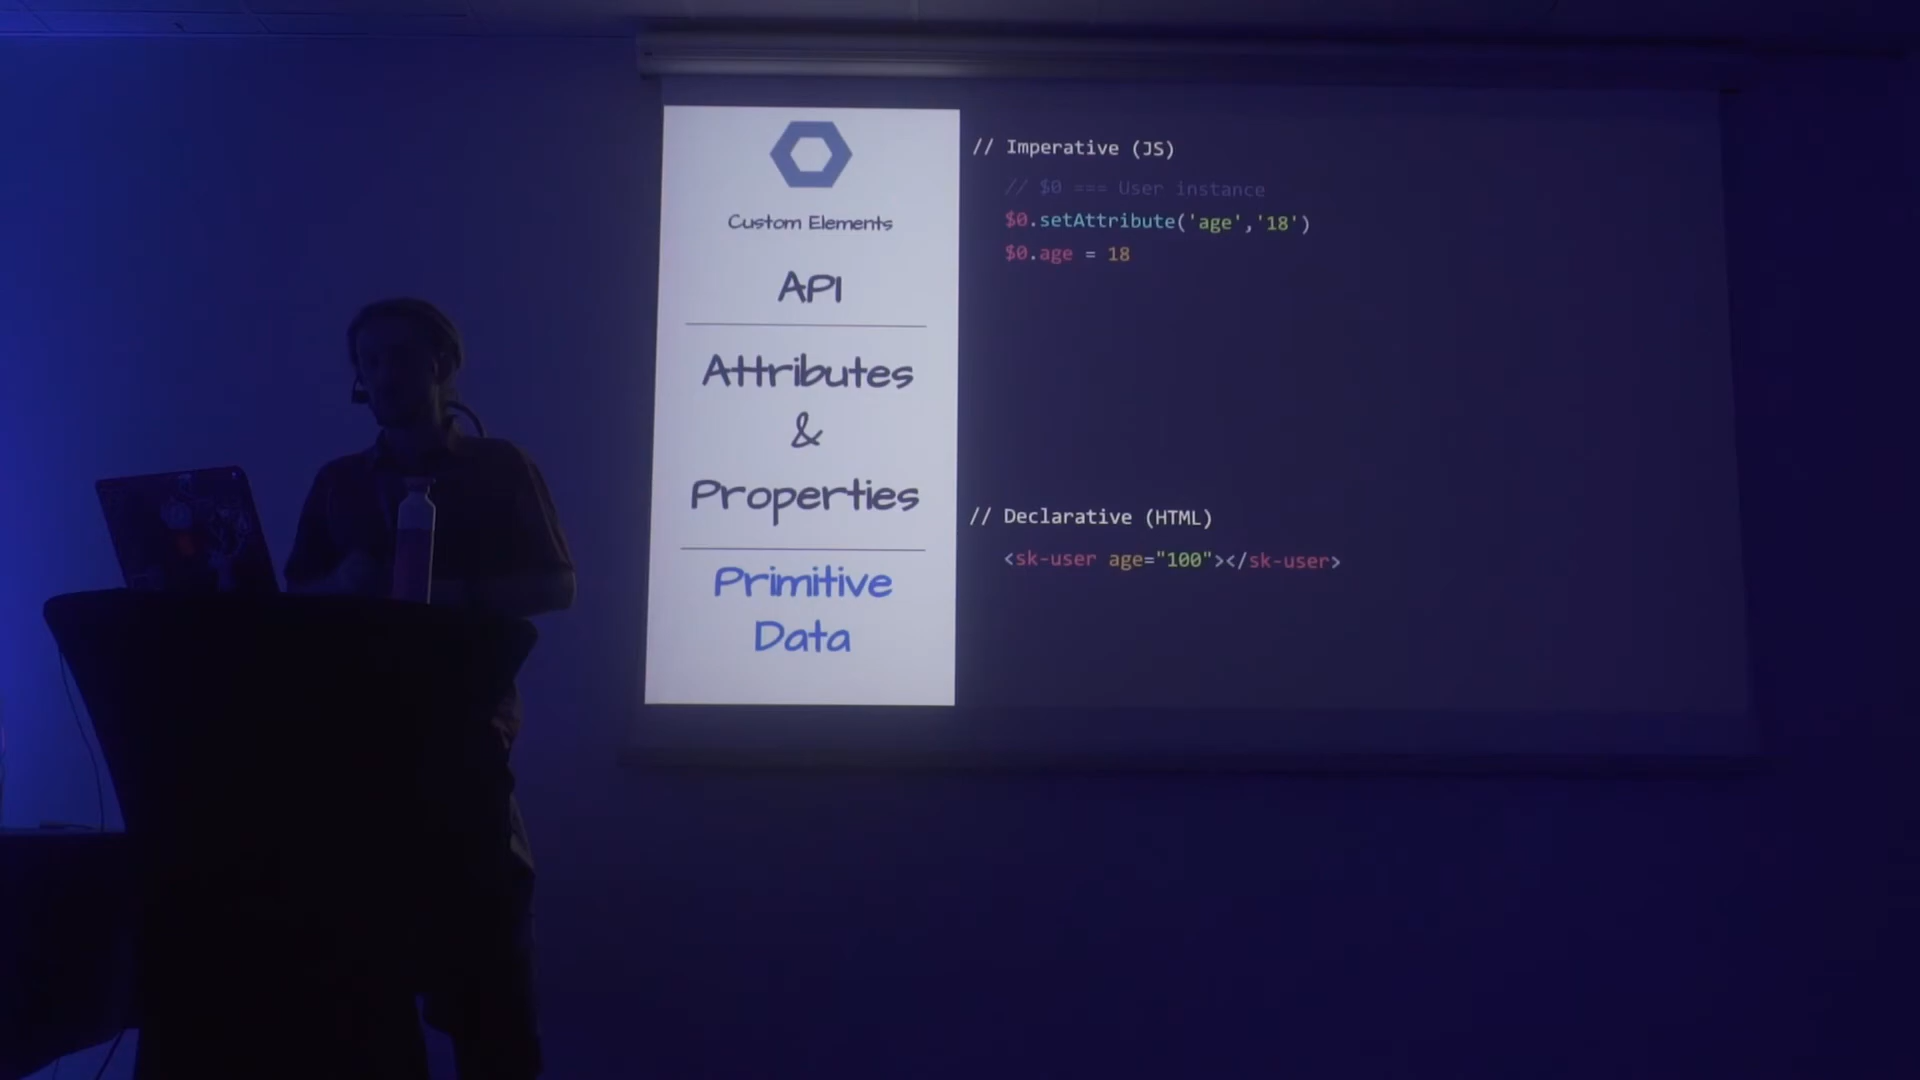 Custom Elements
API
Attributes
&
Properties
Primitive
Data
// Imperative (JS)
// $0 === User instance
$0.setAttribute('age','18')
$0.age = 18
// Declarative (HTML)
<sk-user age="100"></sk-user>